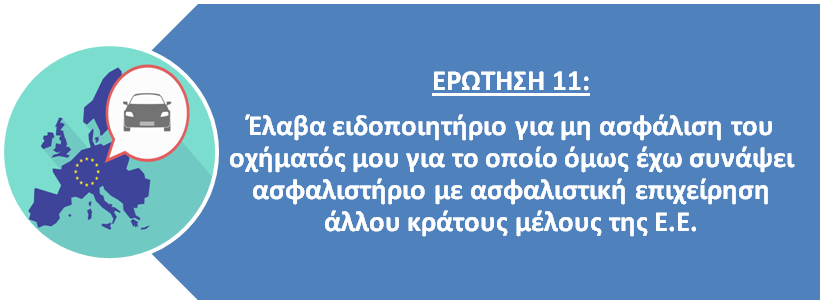 ΕΡΩΤΗΣΗ 11:
Έλαβα ειδοποιητήριο για μη ασφάλιση του
οχήματός μου για το οποίο όμως έχω συνάψει
ασφαλιστήριο με ασφαλιστική επιχείρηση
άλλου κράτους μέλους της Ε.Ε.